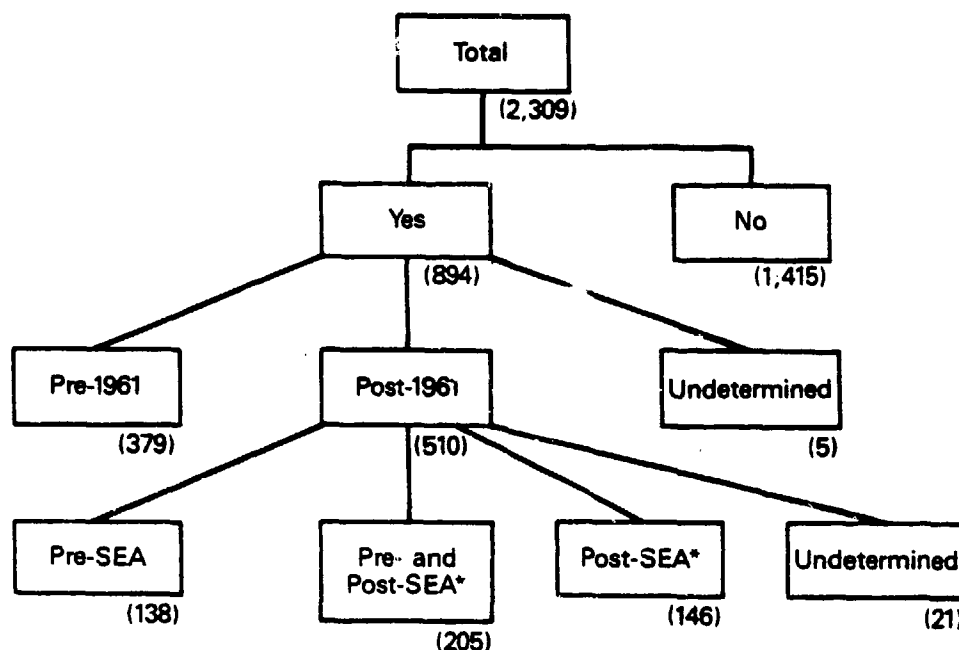 Total
(2,309)
Yes
No
(894)
(1,415)
Pre-1961
Post-1961
Undetermined
(379)
(510)
(5)
Pre-SEA
Pre- and
Post-SEA*
Post-SEA*
Undetermined
(138)
(205)
(146)
(21)